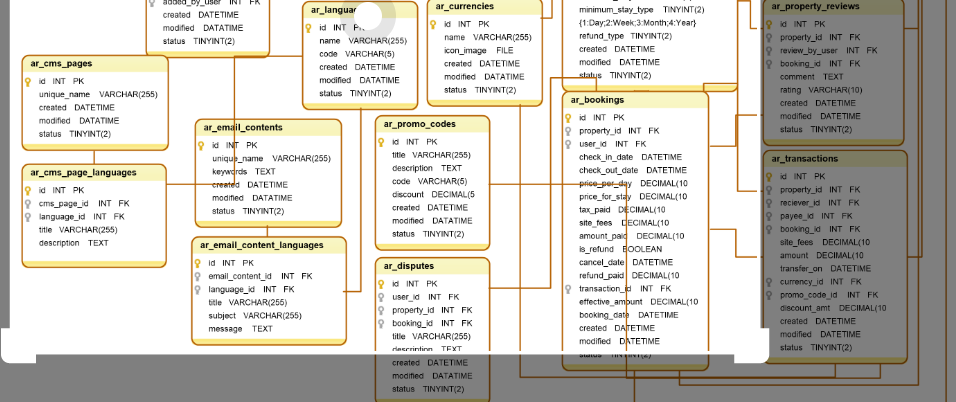 added_by_user INT FK
created DATETIME
modified DATATIME
status TINYINT(2)
ar_cms_pages
id INT PK
unique_name VARCHAR(255)
created DATETIME
modified DATATIME
status TINYINT(2)
ar_cms_page_languages
id INT PK
cms_page_id INT FK
language_id INT FK
title VARCHAR(255)
description TEXT
ar_email_contents
id INT PK
unique_name VARCHAR(255)
keywords TEXT
created DATETIME
modified DATATIME
status TINYINT(2)
ar_email_content_languages
id INT PK
email_content_id INT FK
language_id INT FK
title VARCHAR(255)
subject VARCHAR(255)
message TEXT
id INT PK
name VARCHAR(255)
code VARCHAR(5)
created DATETIME
modified DATATIME
status TINYINT(2)
ar_currencies
id INT PK
name VARCHAR(255)
icon_image FILE
created DATETIME
modified DATATIME
status TINYINT(2)
ar_promo_codes
id INT PK
title VARCHAR(255)
description TEXT
code VARCHAR(5)
discount DECIMAL(5
created DATETIME
modified DATATIME
status TINYINT(2)
ar_disputes
id INT PK
user_id INT FK
property_id INT FK
booking_id INT FK
title VARCHAR(255)
description TEXT
created DATETIME
modified DATATIME
status TINYINT(2)
minimum_stay_type TINYINT(2)
{1:Day;2:Week;3:Month;4:Year}
refund_type TINYINT(2)
created DATETIME
modified DATATIME
status TINYINT(2)
ar_bookings
id INT PK
property_id INT FK
user_id INT FK
check_in_date DATETIME
check_out_date DATETIME
price_per_day DECIMAL(10
price_for_stay DECIMAL(10
tax_paid DECIMAL(10
site_fees DECIMAL(10
amount_paid DECIMAL(10
is_refund BOOLEAN
cancel_date DATETIME
refund_paid DECIMAL(10
transaction_id INT FK
effective_amount DECIMAL(10
booking_date DATETIME
created DATETIME
modified DATATIME
status TINYINT(2)
ar_property_reviews
id INT PK
property_id INT FK
review_by_user INT FK
booking_id INT FK
comment TEXT
rating VARCHAR(10)
created DATETIME
modified DATATIME
status TINYINT(2)
ar_transactions
id INT PK
property_id INT FK
reciever_id INT FK
payee_id INT FK
booking_id INT FK
site_fees DECIMAL(10
amount DECIMAL(10
transfer_on DATETIME
currency_id INT FK
promo_code_id INT FK
discount_amt DECIMAL(10
created DATETIME
modified DATATIME
status TINYINT(2)